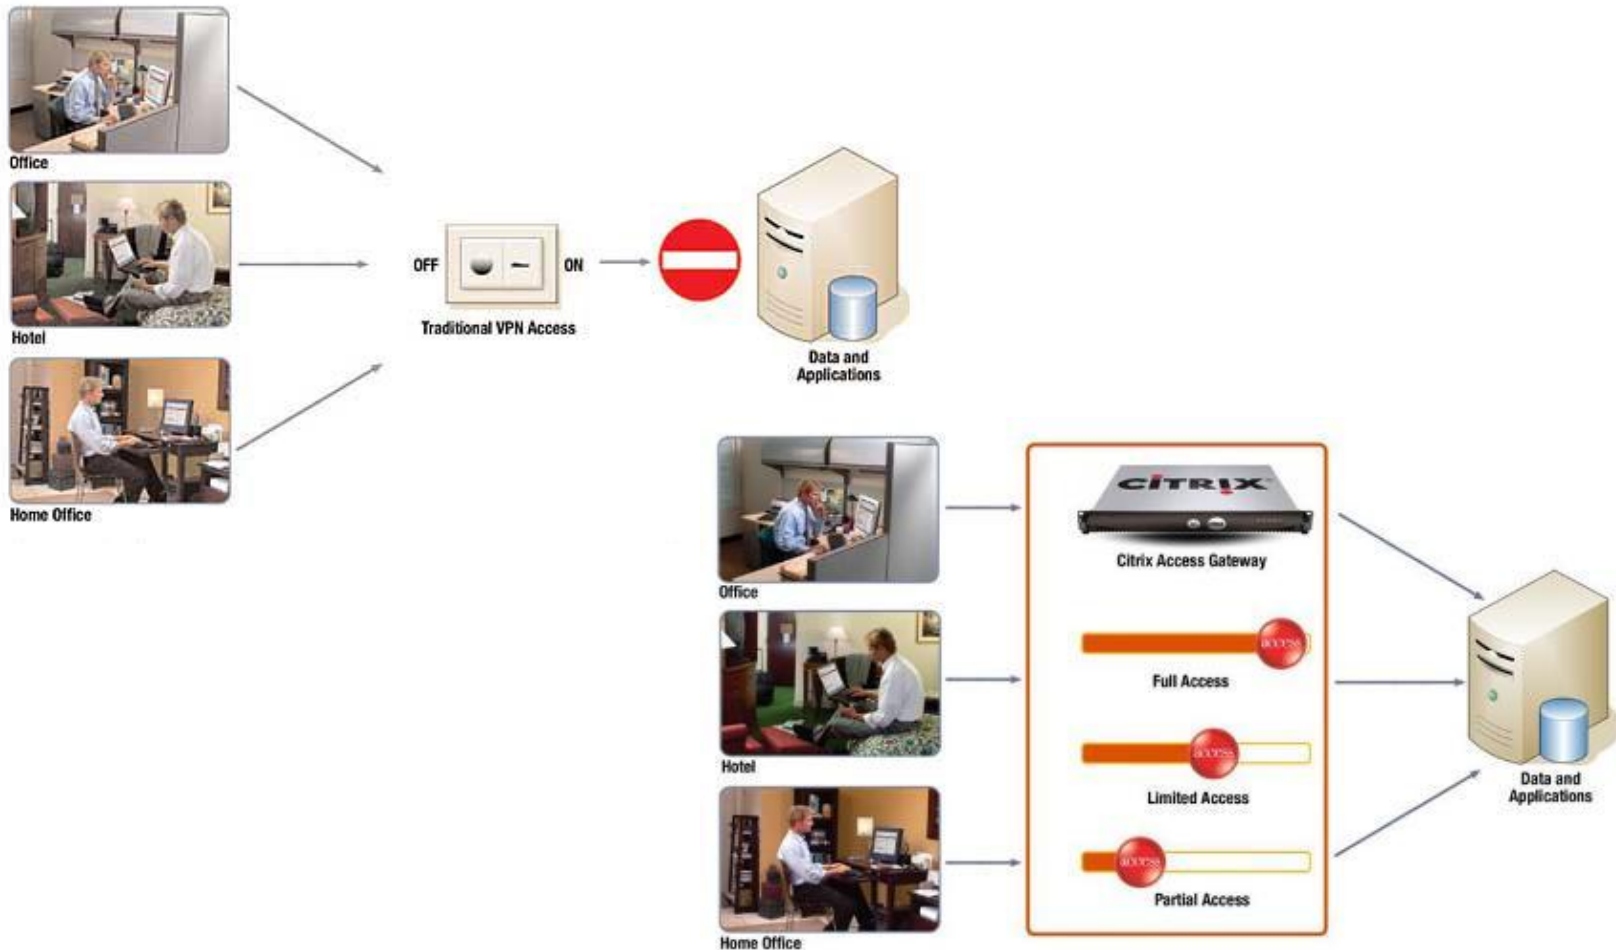 Office
Hotel
Home Office
OFF
ON
Traditional VPN Access
Data and
Applications
Office
Hotel
Home Office
CITRIX
Citrix Access Gateway
access
Full Access
access
Limited Access
access
Partial Access
Data and
Applications